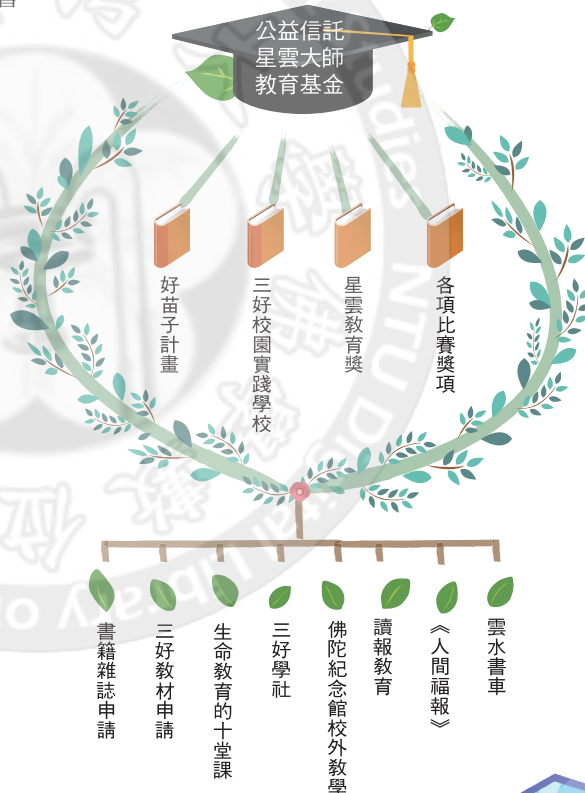 公益信託
星雲大師
教育基金
好苗子計畫
三好校園實踐學校
星雲教育獎
各項比賽獎項
書籍雜誌申請
三好教材申請
生命教育的十堂課
三好學社
佛陀紀念館校外教學
讀報教育
《人間福報》
雲水書車